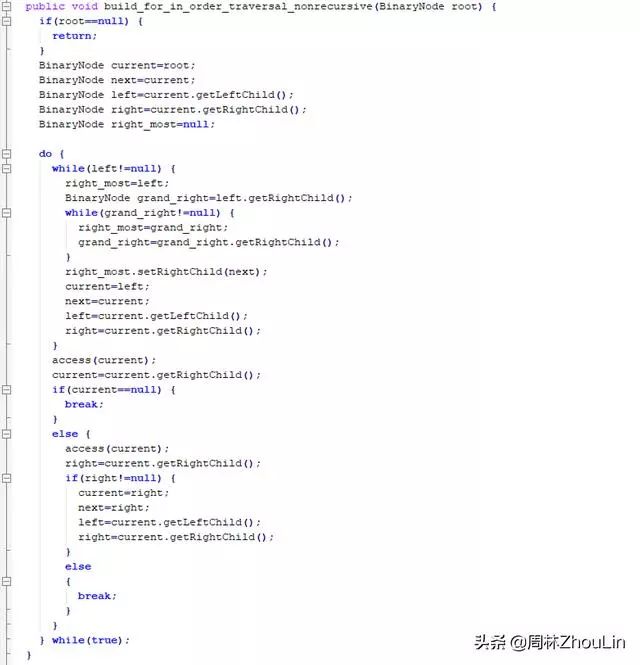 public void build_for_in_order_traversal_nonrecursive(BinaryNode root) {
if(root==null) {
return;
}
BinaryNode current=root;
BinaryNode next=current;
BinaryNode left=current.getLeftChild();
BinaryNode right=current.getRightChild();
BinaryNode right_most=null;
do {
while(left!=null) {
right_most=left;
BinaryNode grand_right=left.getRightChild();
while(grand_right!=null) {
right_most=grand_right;
grand_right=grand_right.getRightChild();
}
right_most.setRightChild(next);
current=left;
next=current;
left=current.getLeftChild();
right=current.getRightChild();
}
access(current);
current=current.getRightChild();
if(current==null) {
break;
}
else {
access(current);
right=current.getRightChild();
if(right!=null) {
current=right;
next=right;
left=current.getLeftChild();
right=current.getRightChild();
}
else
{
break;
}
}
} while(true);
}
头条 @周林ZhouLin